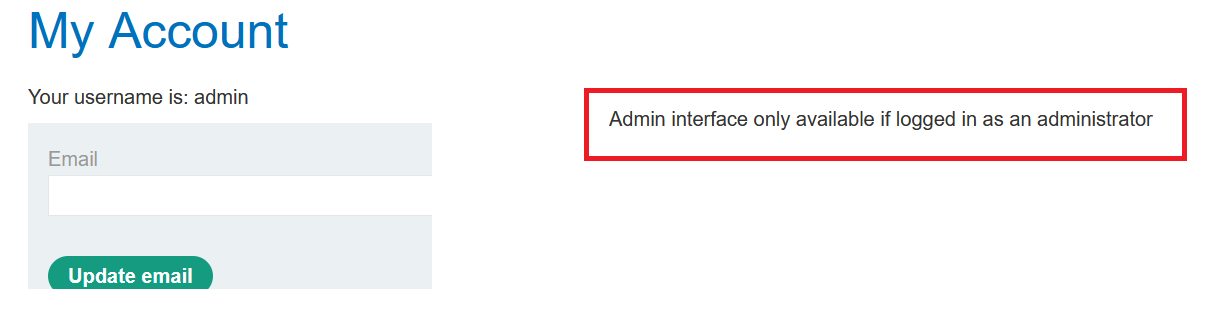 My Account
Your username is: admin
Admin interface only available if logged in as an administrator
Email
Update email